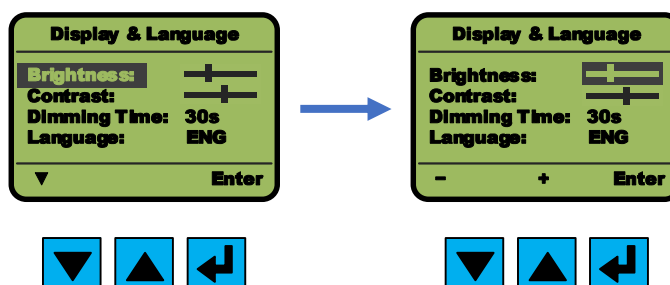 Display & Language
Brightness:
Contrast:
Dimming Time: 30s
Language: ENG
▼ Enter
Display & Language
Brightness:
Contrast:
Dimming Time: 30s
Language: ENG
- + Enter